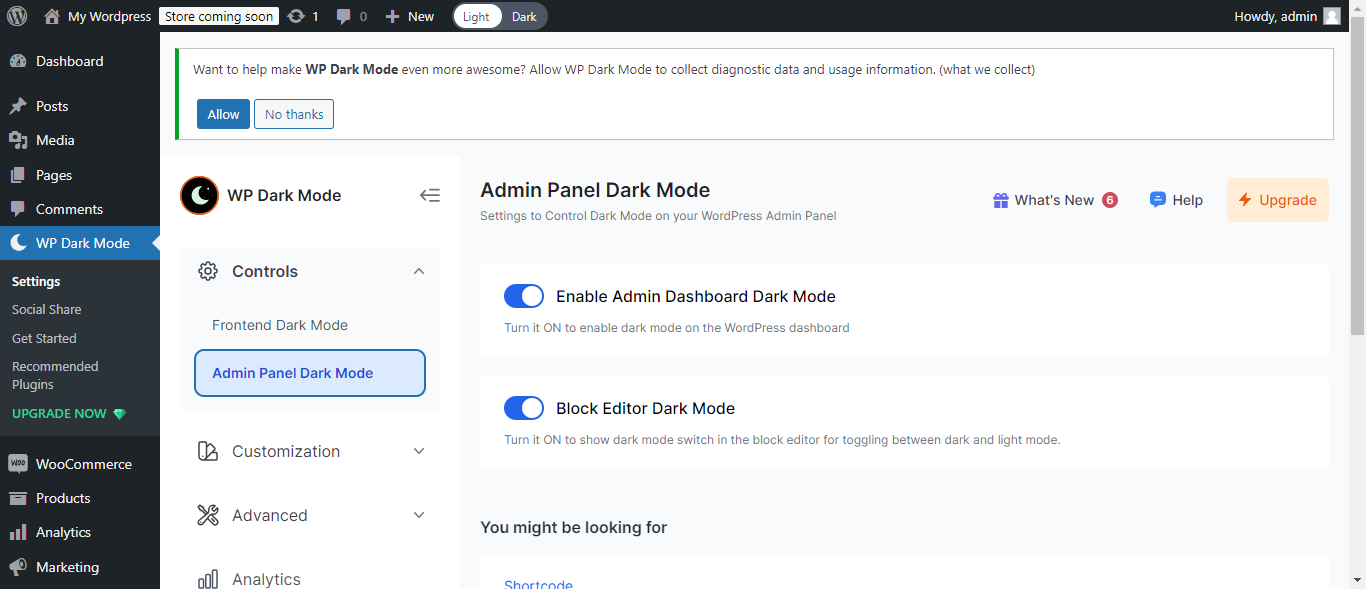 My Wordpress Store coming soon 1 0 New Light Dark Howdy, admin
Dashboard
Posts
Media
Pages
Comments
WP Dark Mode
Settings
Social Share
Get Started
Recommended
Plugins
UPGRADE NOW
WooCommerce
Products
Analytics
Marketing
Want to help make WP Dark Mode even more awesome? Allow WP Dark Mode to collect diagnostic data and usage information. (what we collect)
Allow No thanks
WP Dark Mode
Controls
Frontend Dark Mode
Admin Panel Dark Mode
Customization
Advanced
Analytics
Admin Panel Dark Mode
Settings to Control Dark Mode on your WordPress Admin Panel
What's New 6 Help Upgrade
Enable Admin Dashboard Dark Mode
Turn it ON to enable dark mode on the WordPress dashboard
Block Editor Dark Mode
Turn it ON to show dark mode switch in the block editor for toggling between dark and light mode.
You might be looking for
Shortcode